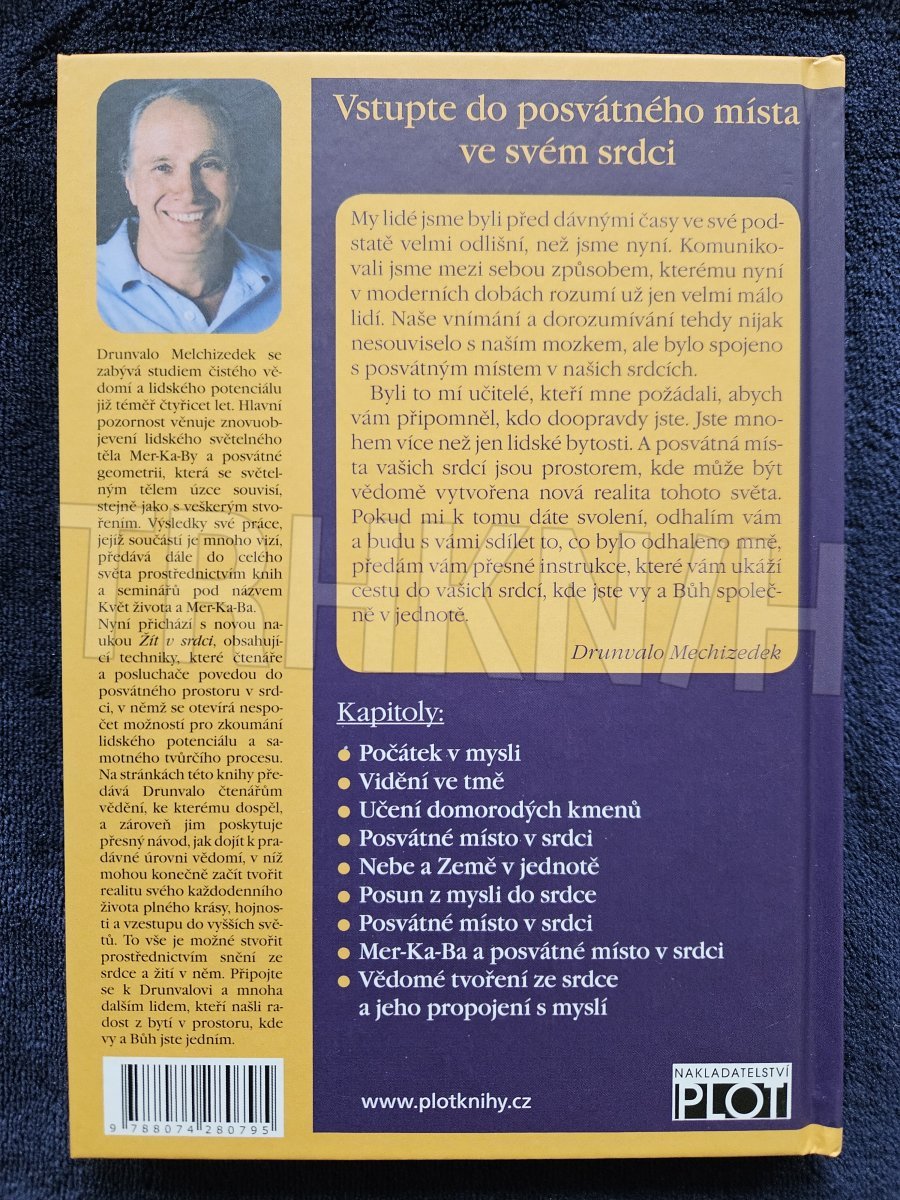 Vstupte do posvátného místa
ve svém srdci
My lidé jsme byli před dávnými časy ve své pod-
statě velmi odlišní, než jsme nyní. Komuniko-
vali jsme mezi sebou způsobem, kterému nyní
v moderních dobách rozumí už jen velmi málo
lidí. Naše vnímání a dorozumívání tehdy nijak
nesouviselo s naším mozkem, ale bylo spojeno
s posvátným místem v našich srdcích.
Byli to mí učitelé, kteří mne požádali, abych
vám připomněl, kdo doopravdy jste. Jste mno-
hem více než jen lidské bytosti. A posvátná mís-
ta vašich srdcí jsou prostorem, kde může být
vědomě vytvořena nová realita tohoto světa.
Pokud mi k tomu dáte svolení, odhalím vám
a budu s vámi sdílet to, co bylo odhaleno mně,
předám vám přesné instrukce, které vám ukáží
cestu do vašich srdcí, kde jste vy a Bůh společ-
ně v jednotě.
Drunvalo Mechizedek
Kapitoly:
Počátek v mysli
Vidění ve tmě
Učení domorodých kmenů
Posvátné místo v srdci
Nebe a Země v jednotě
Posun z mysli do srdce
Posvátné místo v srdci
Mer-Ka-Ba a posvátné místo v srdci
Vědomé tvoření ze srdce
a jeho propojení s myslí
www.plotknihy.cz
NAKLADATELSTVÍ
PLOT
Drunvalo Melchizedek se
zabývá studiem čistého vě-
domí a lidského potenciálu
již téměř čtyřicet let. Hlavní
pozornost věnuje znovuob-
jevení lidského světelného
těla Mer-Ka-By a posvátné
geometrii, která se světel-
ným tělem úzce souvisí,
stejně jako s veškerým stvo-
řením. Výsledky své práce,
jejíž součástí je mnoho vizí,
předává dále do celého
světa prostřednictvím knih
a seminářů pod názvem
Květ života a Mer-Ka-Ba.
Nyní přichází s novou na-
ukou Žít v srdci, obsahují-
cí techniky, které čtenáře
a posluchače povedou do
posvátného prostoru v srd-
ci, v němž se otevírá nespo-
čet možností pro zkoumání
lidského potenciálu a sa-
motného tvůrčího procesu.
Na stránkách této knihy pře-
dává Drunvalo čtenářům
vědění, ke kterému dospěl,
a zároveň jim poskytuje
přesný návod, jak dojít k pra-
dávné úrovni vědomí, v níž
mohou konečně začít tvořit
realitu svého každodenního
života plného krásy, hojnos-
ti a vzestupu do vyšších svě-
tů. To vše je možné stvořit
prostřednictvím snění ze
srdce a žití v něm. Připojte
se k Drunvalovi a mnoha
dalším lidem, kteří našli ra-
dost z bytí v prostoru, kde
vy a Bůh jste jedním.
9 788074 280795
TRHKNIH